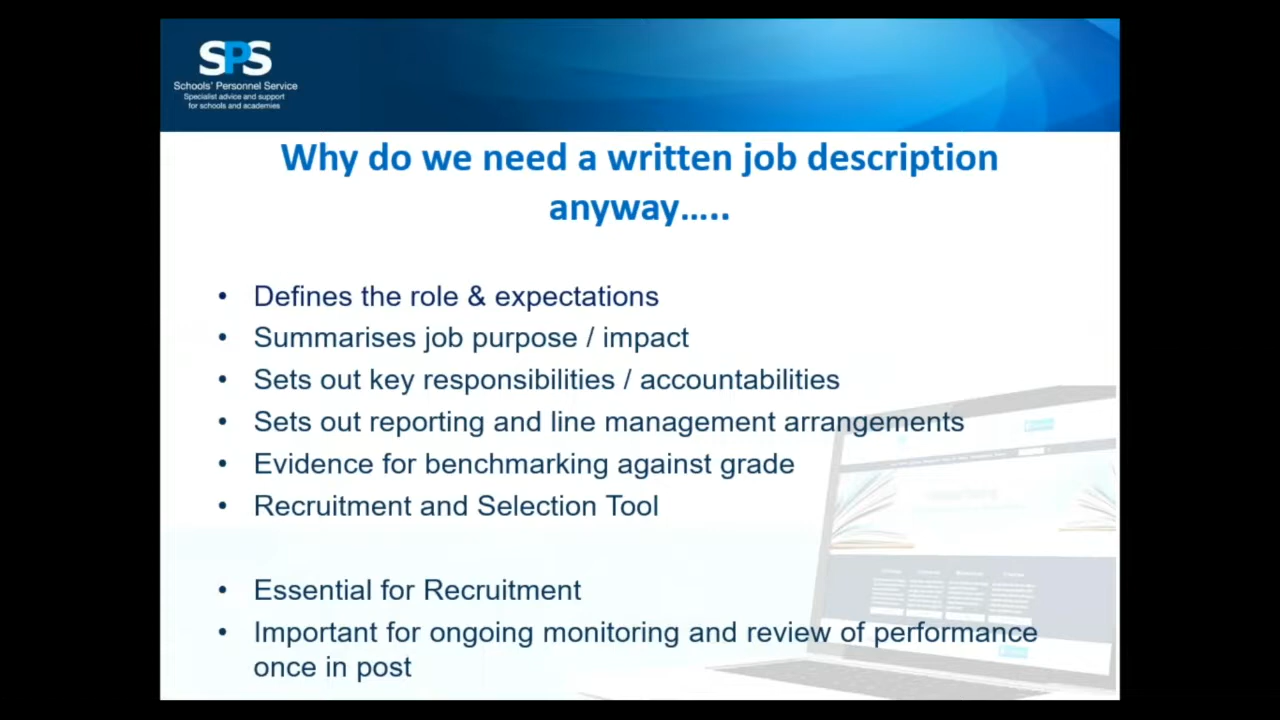 SPS
Schools' Personnel Service
Specialist advice and support
for schools and academies
Why do we need a written job description
anyway.....
• Defines the role & expectations
• Summarises job purpose / impact
• Sets out key responsibilities / accountabilities
• Sets out reporting and line management arrangements
• Evidence for benchmarking against grade
• Recruitment and Selection Tool
• Essential for Recruitment
• Important for ongoing monitoring and review of performance
once in post